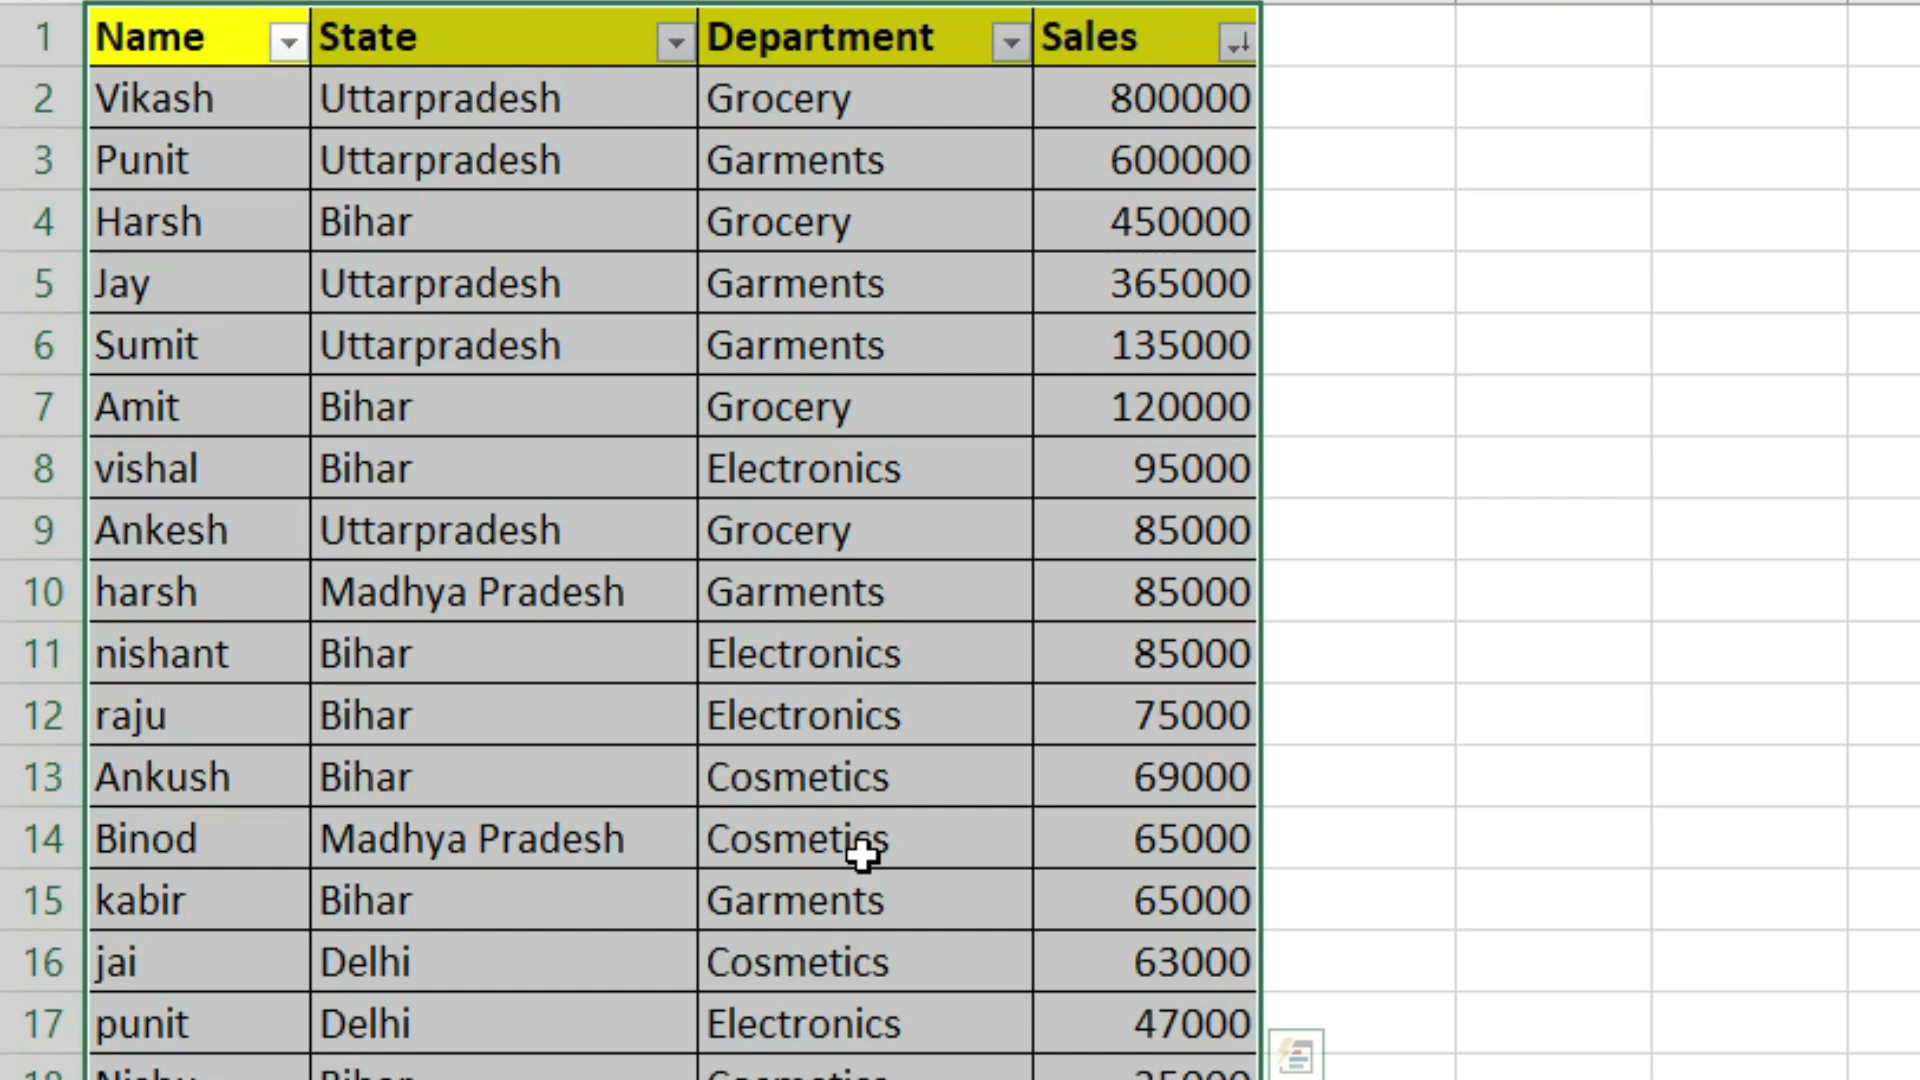 1 Name State Department Sales
2 Vikash Uttarpradesh Grocery 800000
3 Punit Uttarpradesh Garments 600000
4 Harsh Bihar Grocery 450000
5 Jay Uttarpradesh Garments 365000
6 Sumit Uttarpradesh Garments 135000
7 Amit Bihar Grocery 120000
8 vishal Bihar Electronics 95000
9 Ankesh Uttarpradesh Grocery 85000
10 harsh Madhya Pradesh Garments 85000
11 nishant Bihar Electronics 85000
12 raju Bihar Electronics 75000
13 Ankush Bihar Cosmetics 69000
14 Binod Madhya Pradesh Cosmetics 65000
15 kabir Bihar Garments 65000
16 jai Delhi Cosmetics 63000
17 punit Delhi Electronics 47000
18 Bihar Cosmetics